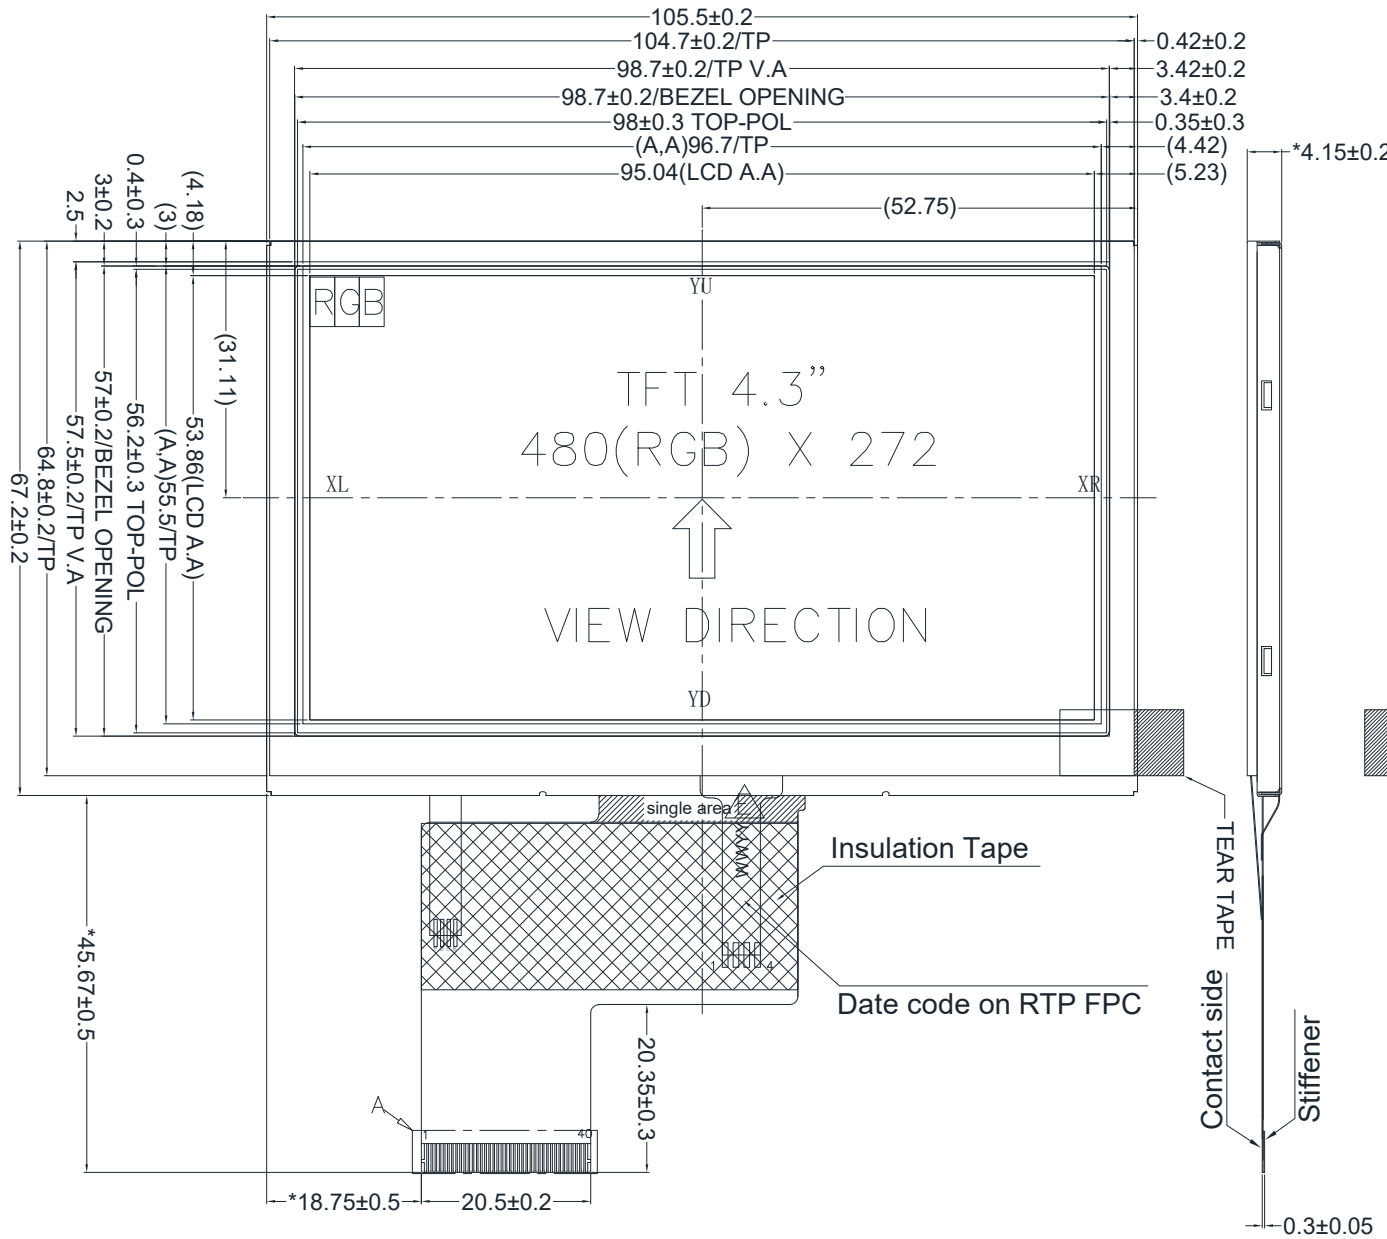 105.5±0.2
104.7±0.2/TP
0.42±0.2
98.7±0.2/TP V.A
3.42±0.2
98.7±0.2/BEZEL OPENING
3.4±0.2
98±0.3 TOP-POL
0.35±0.3
(A,A)96.7/TP
(4.42)
*4.15±0.2
95.04(LCD A.A)
(5.23)
(52.75)
2.5
3±0.2
0.4±0.3
(3)
(4.18)
YU
RGB
(31.11)
TFT 4.3”
480(RGB) X 272
XL
XR
VIEW DIRECTION
YD
67.2±0.2
64.8±0.2/TP
57.5±0.2/TP V.A
57±0.2/BEZEL OPENING
56.2±0.3 TOP-POL
(A,A)55.5/TP
53.86(LCD A.A)
single area
Insulation Tape
TEAR TAPE
1 4
Date code on RTP FPC
*45.67±0.5
20.35±0.3
Contact side
Stiffener
A
1 40
*18.75±0.5
20.5±0.2
0.3±0.05